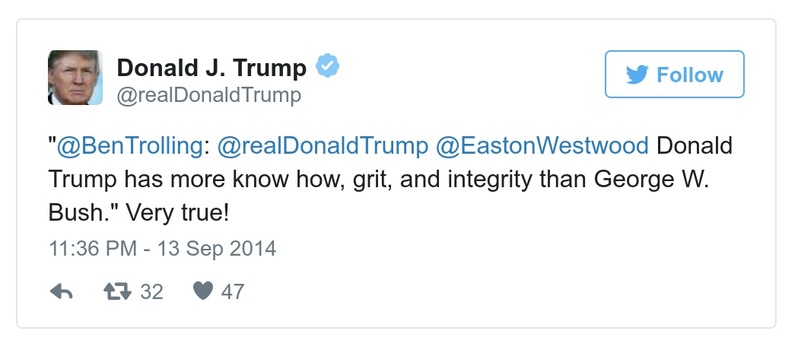 Donald J. Trump
@realDonaldTrump
Follow
"@BenTrolling: @realDonaldTrump @EastonWestwood Donald
Trump has more know how, grit, and integrity than George W.
Bush." Very true!
11:36 PM - 13 Sep 2014
32 47